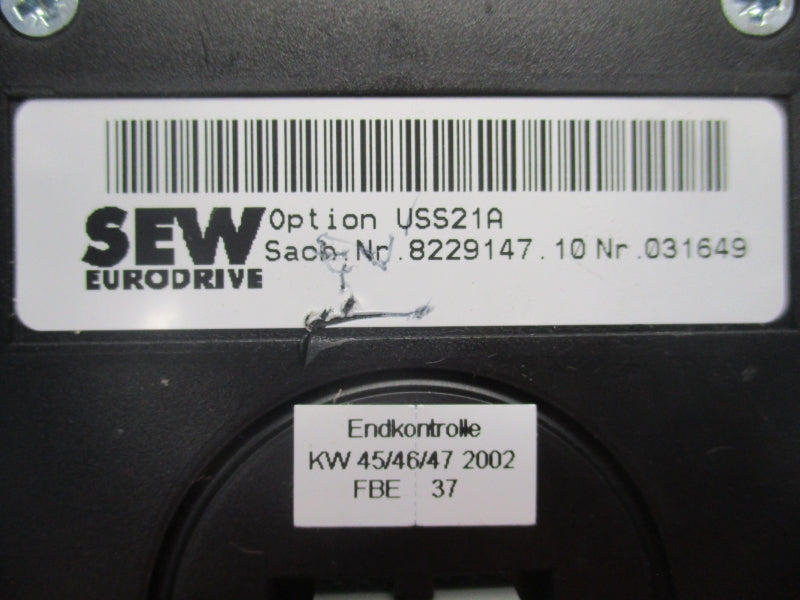 SEW
EURODRIVE
Option USS21A
Sach.Nr.8229147.10 Nr.031649
Endkontrolle
KW 45/46/47 2002
FBE 37